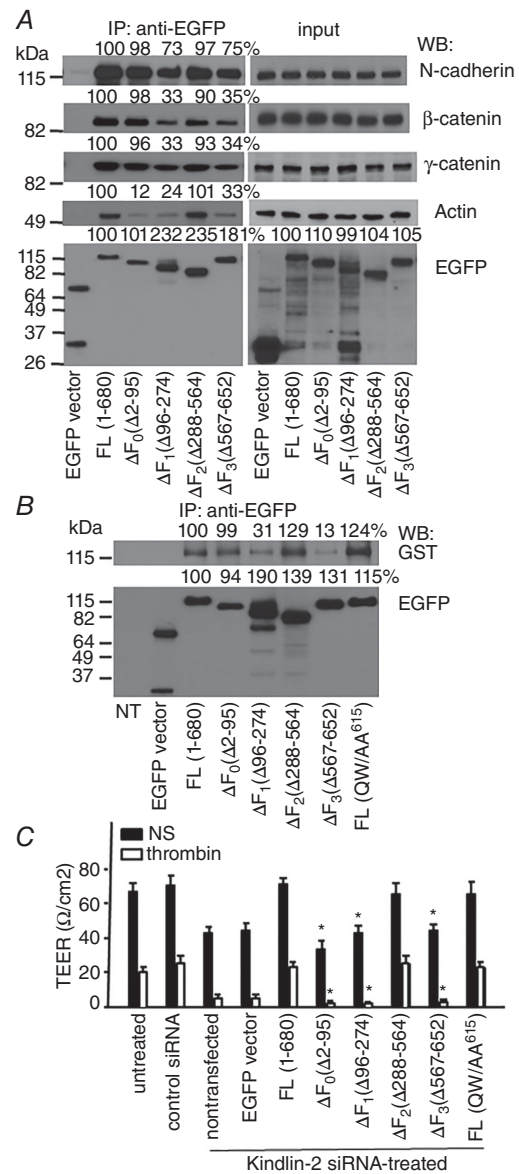 A
IP: anti-EGFP
input
kDa
WB:
100 98 73 97 75%
115
N-cadherin
100 98 33 90 35%
82
β-catenin
100 96 33 93 34%
82
γ-catenin
100 12 24 101 33%
49
Actin
100 101 232 235 181% 100 110 99 104 105
EGFP
115
82
64
49
37
26
EGFP vector
FL (1-680)
ΔF0(Δ2-95)
ΔF1(Δ96-274)
ΔF2(Δ288-564)
ΔF3(Δ567-652)
EGFP vector
FL (1-680)
ΔF0(Δ2-95)
ΔF1(Δ96-274)
ΔF2(Δ288-564)
ΔF3(Δ567-652)
B
IP: anti-EGFP
kDa
100 99 31 129 13 124%
WB:
115
GST
100 94 190 139 131 115%
115
EGFP
82
64
49
37
NT
EGFP vector
FL (1-680)
ΔF0(Δ2-95)
ΔF1(Δ96-274)
ΔF2(Δ288-564)
ΔF3(Δ567-652)
FL (QW/AA615)
C
NS
thrombin
TEER (Ω/cm2)
80
60
40
20
0
* * * * * *
untreated
control siRNA
nontransfected
EGFP vector
FL (1-680)
ΔF0(Δ2-95)
ΔF1(Δ96-274)
ΔF2(Δ288-564)
ΔF3(Δ567-652)
FL (QW/AA615)
Kindlin-2 siRNA-treated